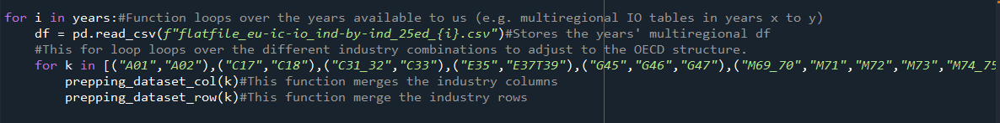 for i in years:#Function loops over the years available to us (e.g. multiregional IO tables in years x to y)
df = pd.read_csv(f"flatfile_eu-ic-io_ind-by-ind_25ed_{i}.csv")#Stores the years' multiregional df
#This for loop loops over the different industry combinations to adjust to the OECD structure.
for k in [("A01","A02"),("C17","C18"),("C31_32","C33"),("E35","E37T39"),("G45","G46","G47"),("M69_70","M71","M72","M73","M74_75
prepping_dataset_col(k)#This function merges the industry columns
prepping_dataset_row(k)#This function merge the industry rows